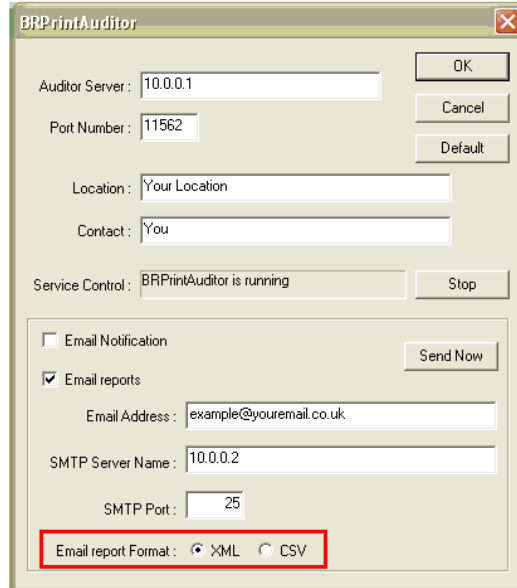 BRPrintAuditor
OK
Auditor Server : 10.0.0.1
Cancel
Port Number : 11562
Default
Location : Your Location
Contact : You
Service Control : BRPrintAuditor is running
Stop
Email Notification
Send Now
Email reports
Email Address : example@youremail.co.uk
SMTP Server Name : 10.0.0.2
SMTP Port : 25
Email report Format : XML CSV